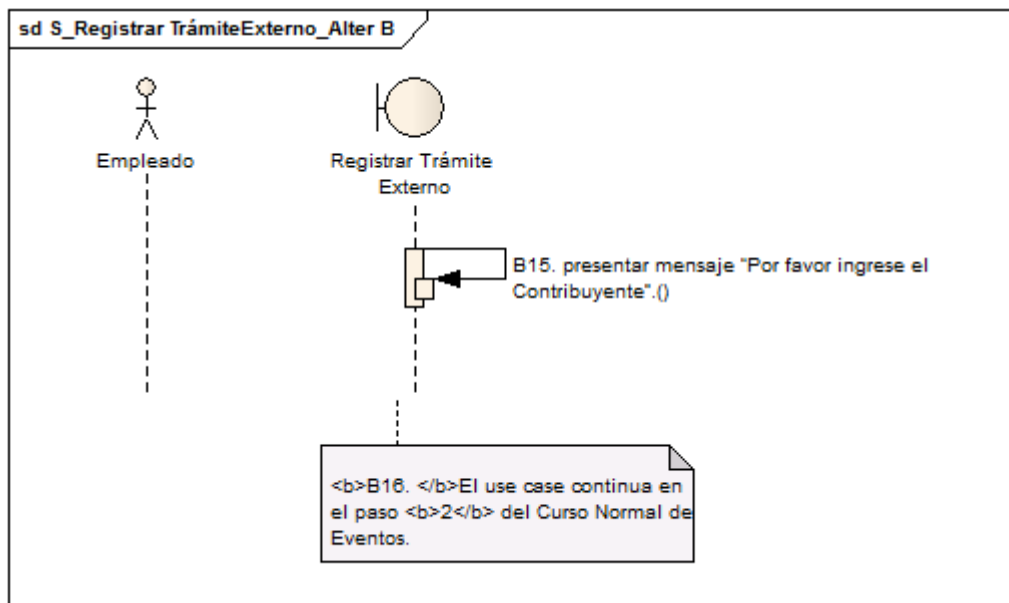 sd S_Registrar TrámiteExterno_Alter B
Empleado
Registrar Trámite
Externo
B15. presentar mensaje "Por favor ingrese el
Contribuyente".()
<b>B16. </b>El use case continua en
el paso <b>2</b> del Curso Normal de
Eventos.